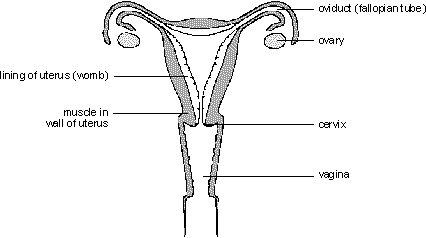 oviduct (fallopian tube)
ovary
lining of uterus (womb)
muscle in
wall of uterus
cervix
vagina